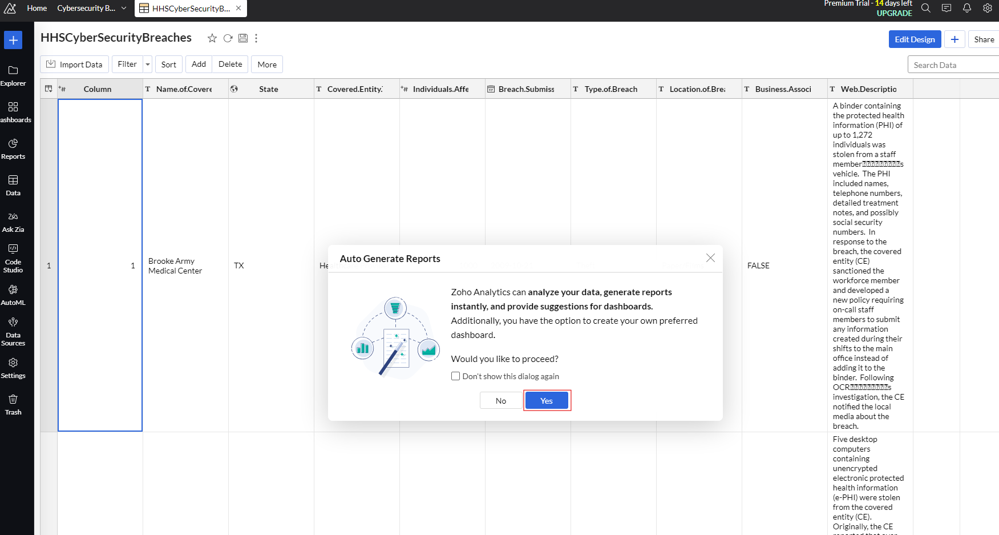 Home Cybersecurity B... HHSCyberSecurityB...
Premium Trial - 14 days left
UPGRADE
HHSCyberSecurityBreaches
Edit Design
Share
Import Data Filter Sort Add Delete More
Search Data
Explorer
ashboards
Reports
Data
Ask Zia
Code
Studio
AutoML
Data
Sources
Settings
Trash
Column T Name.of.Covere State T Covered.Entity. Individuals.Affe Breach.Submiss T Type.of.Breach T Location.of.Brea T Business.Associ T Web.Descriptio
1
1
Brooke Army
Medical Center
TX
He
FALSE
A binder containing
the protected health
information (PHI) of
up to 1,272
individuals was
stolen from a staff
member s
vehicle. The PHI
included names,
telephone numbers,
detailed treatment
notes, and possibly
social security
numbers. In
response to the
breach, the covered
entity (CE)
sanctioned the
workforce member
and developed a
new policy requiring
on-call staff
members to submit
any information
created during their
shifts to the main
office instead of
adding it to the
binder. Following
OCR s
investigation, the CE
notified the local
media about the
breach.
Five desktop
computers
containing
unencrypted
electronic protected
health information
(e-PHI) were stolen
from the covered
entity (CE).
Originally, the CE
Auto Generate Reports
Zoho Analytics can analyze your data, generate reports
instantly, and provide suggestions for dashboards.
Additionally, you have the option to create your own preferred
dashboard.
Would you like to proceed?
Don't show this dialog again
No
Yes